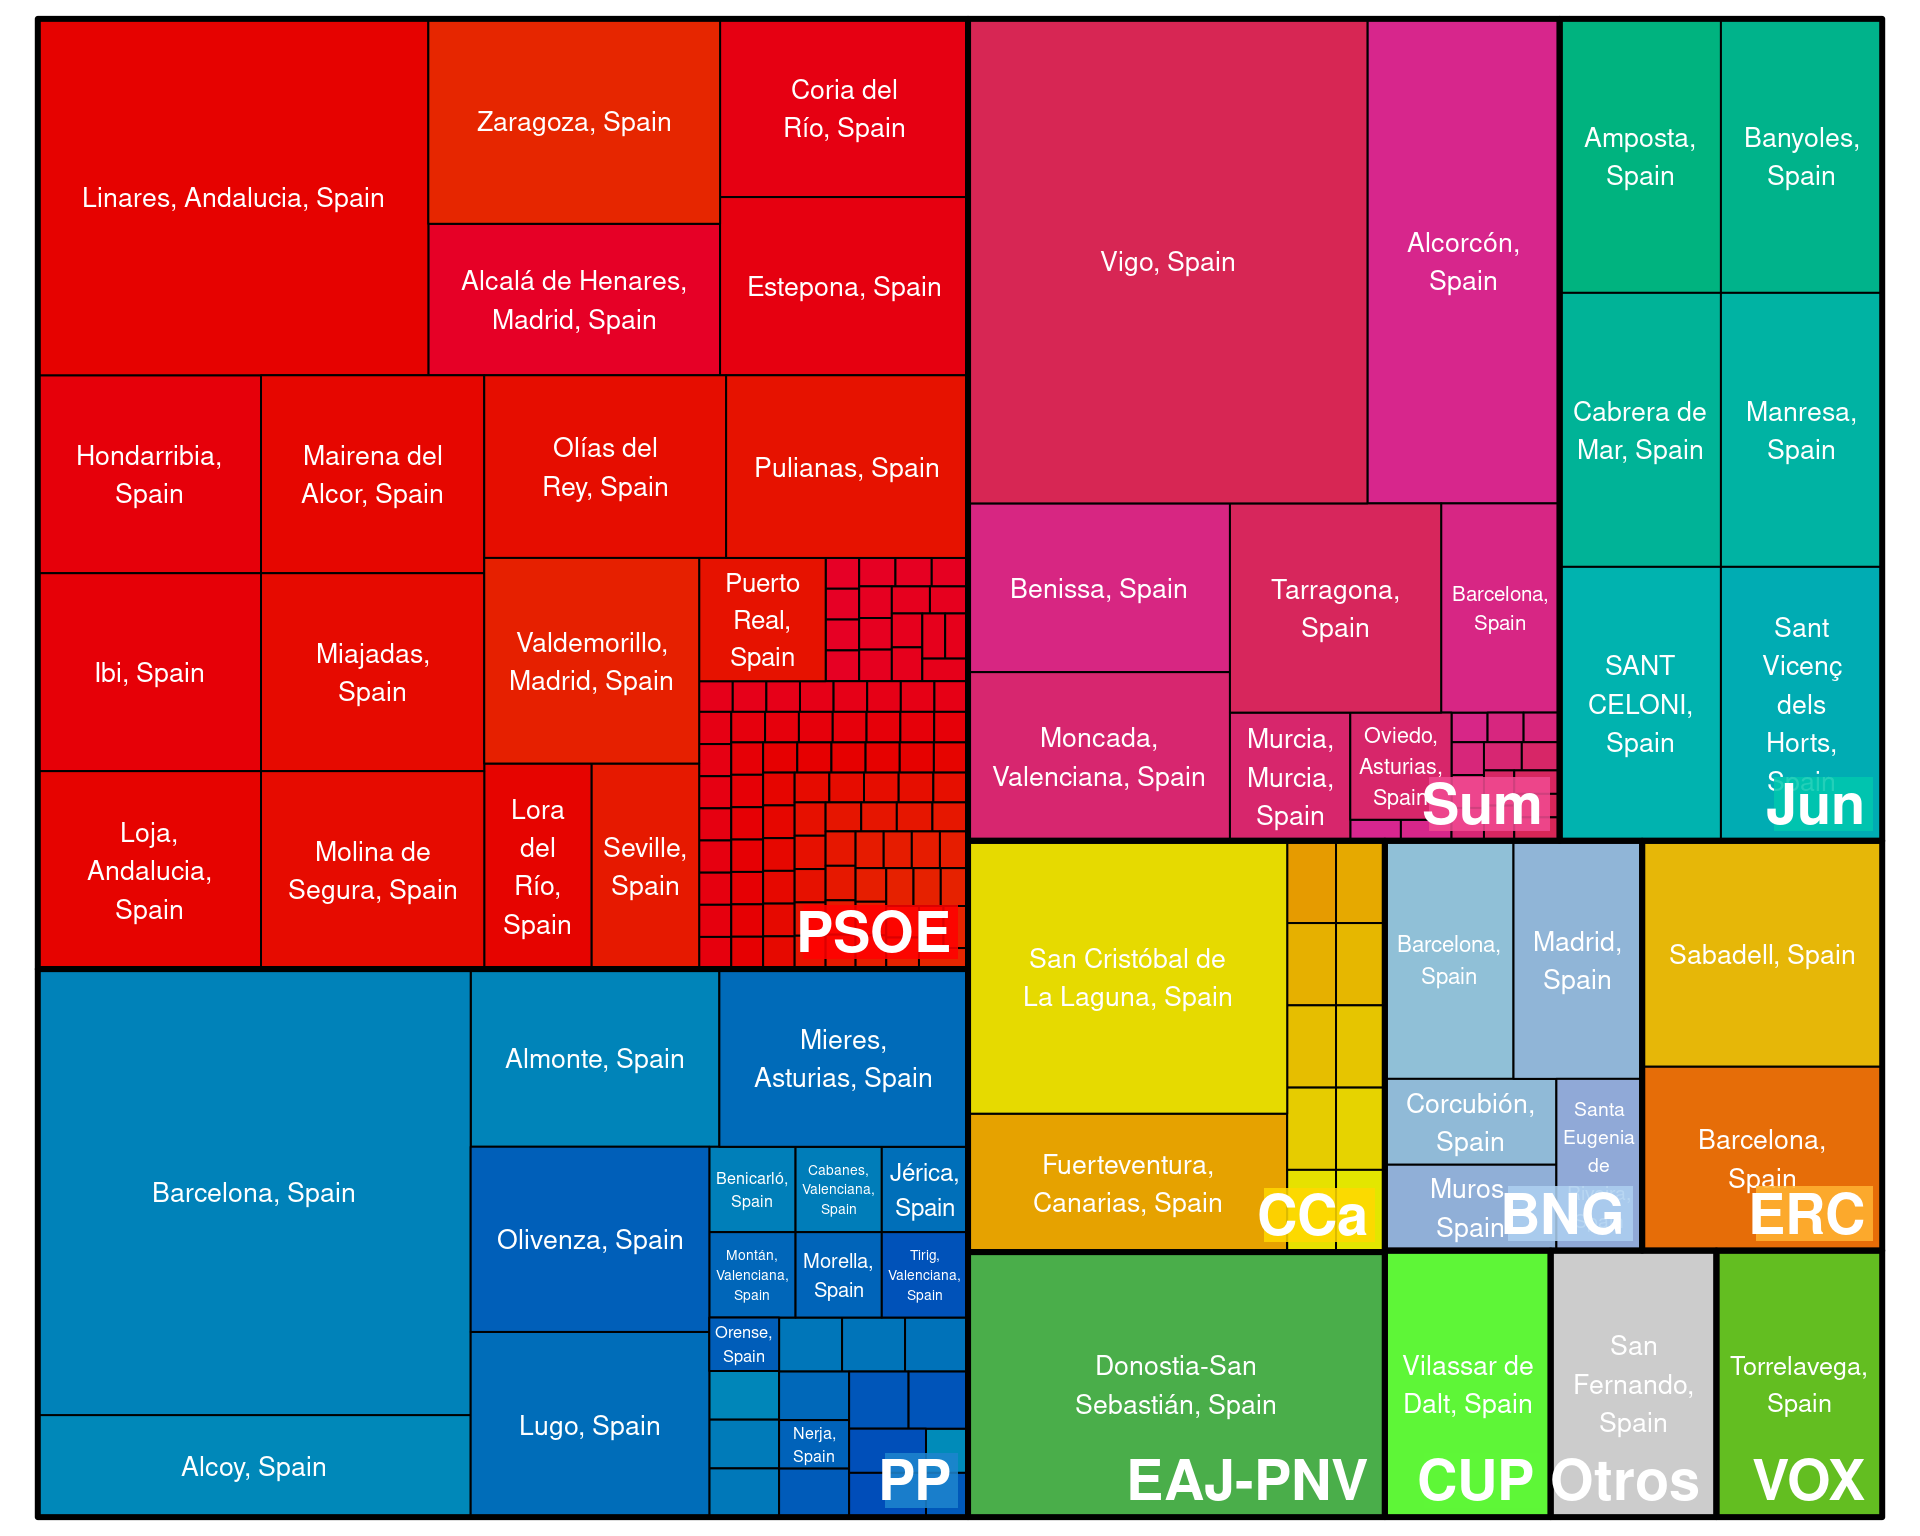 Linares, Andalucia, Spain
Zaragoza, Spain
Alcalá de Henares,
Madrid, Spain
Coria del
Río, Spain
Estepona, Spain
Hondarribia,
Spain
Mairena del
Alcor, Spain
Olías del
Rey, Spain
Pulianas, Spain
Ibi, Spain
Miajadas,
Spain
Valdemorillo,
Madrid, Spain
Puerto
Real,
Spain
Loja,
Andalucia,
Spain
Molina de
Segura, Spain
Lora
del
Río,
Spain
Seville,
Spain
PSOE
Vigo, Spain
Alcorcón,
Spain
Benissa, Spain
Tarragona,
Spain
Barcelona,
Spain
Moncada,
Valenciana, Spain
Murcia,
Murcia,
Spain
Oviedo,
Asturias,
Spain
Sum
Amposta,
Spain
Banyoles,
Spain
Cabrera de
Mar, Spain
Manresa,
Spain
SANT
CELONI,
Spain
Sant
Vicenç
dels
Horts,
Spain
Jun
Barcelona, Spain
Alcoy, Spain
Almonte, Spain
Mieres,
Asturias, Spain
Olivenza, Spain
Lugo, Spain
Benicarló,
Spain
Cabanes,
Valenciana,
Spain
Jérica,
Spain
Montán,
Valenciana,
Spain
Morella,
Spain
Tirig,
Valenciana,
Spain
Orense,
Spain
Nerja,
Spain
PP
San Cristóbal de
La Laguna, Spain
Fuerteventura,
Canarias, Spain
CCa
Barcelona,
Spain
Madrid,
Spain
Corcubión,
Spain
Muros,
Spain
Santa
Eugenia
de
BNG
Sabadell, Spain
Barcelona,
Spain
ERC
Donostia-San
Sebastián, Spain
EAJ-PNV
Vilassar de
Dalt, Spain
CUP
San
Fernando,
Spain
Otros
Torrelavega,
Spain
VOX